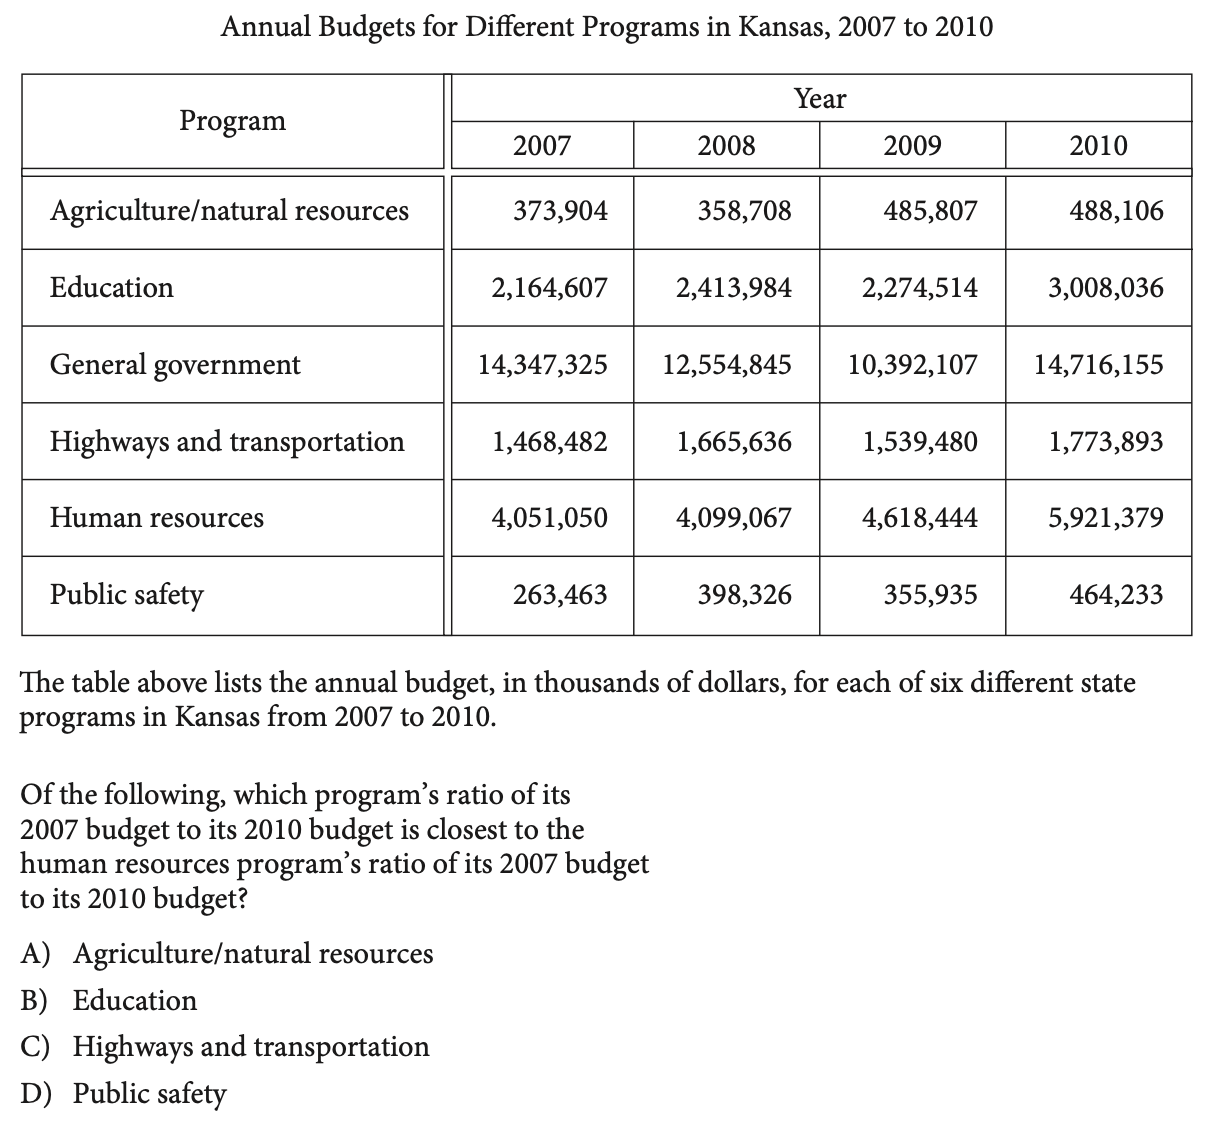 Annual Budgets for Different Programs in Kansas, 2007 to 2010
Program
Year
2007 2008 2009 2010
Agriculture/natural resources 373,904 358,708 485,807 488,106
Education 2,164,607 2,413,984 2,274,514 3,008,036
General government 14,347,325 12,554,845 10,392,107 14,716,155
Highways and transportation 1,468,482 1,665,636 1,539,480 1,773,893
Human resources 4,051,050 4,099,067 4,618,444 5,921,379
Public safety 263,463 398,326 355,935 464,233
The table above lists the annual budget, in thousands of dollars, for each of six different state
programs in Kansas from 2007 to 2010.
Of the following, which program’s ratio of its
2007 budget to its 2010 budget is closest to the
human resources program’s ratio of its 2007 budget
to its 2010 budget?
A) Agriculture/natural resources
B) Education
C) Highways and transportation
D) Public safety